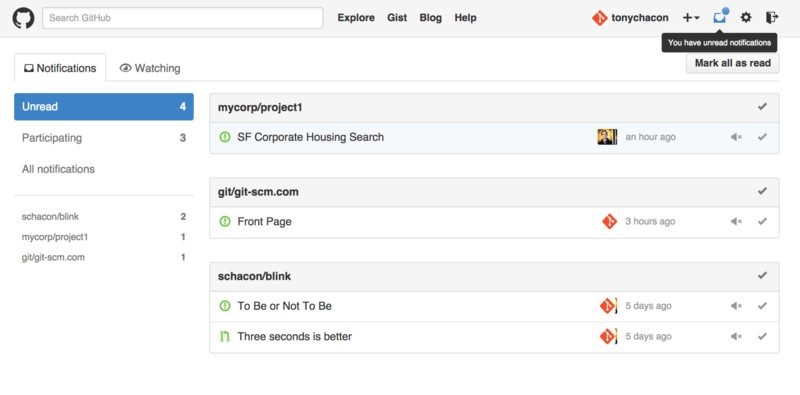 Search GitHub
Explore Gist Blog Help
tonychacon
You have unread notifications
Notifications Watching
Mark all as read
Unread 4
Participating 3
All notifications
schacon/blink 2
mycorp/project1 1
git/git-scm.com 1
mycorp/project1
SF Corporate Housing Search an hour ago
git/git-scm.com
Front Page 3 hours ago
schacon/blink
To Be or Not To Be 5 days ago
Three seconds is better 5 days ago